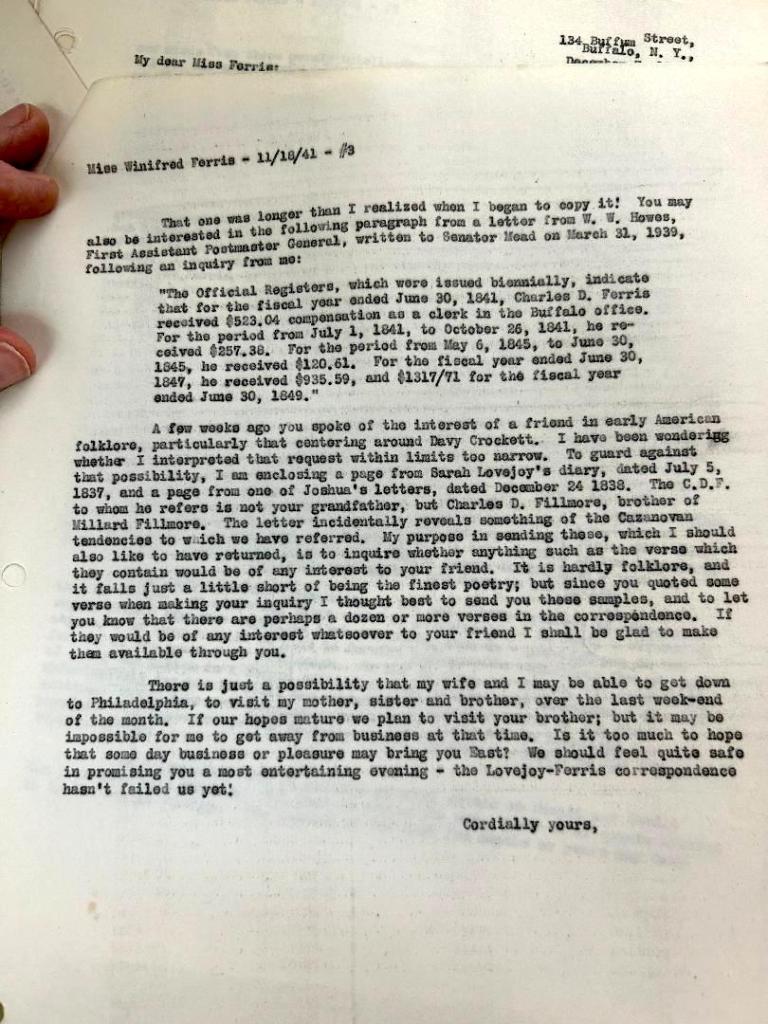 134 Buffum Street,
Buffalo, N. Y.,
My dear Miss Ferris:
Miss Winifred Ferris - 11/18/41 - #3
That one was longer than I realized when I began to copy it! You may
also be interested in the following paragraph from a letter from W. W. Howes,
First Assistant Postmaster General, written to Senator Mead on March 31, 1939,
following an inquiry from me:
"The Official Registers, which were issued biennially, indicate
that for the fiscal year ended June 30, 1841, Charles D. Ferris
received $523.04 compensation as a clerk in the Buffalo office.
For the period from July 1, 1841, to October 26, 1841, he re-
ceived $257.38. For the period from May 6, 1845, to June 30,
1845, he received $120.61. For the fiscal year ended June 30,
1847, he received $935.59, and $1317/71 for the fiscal year
ended June 30, 1849."
A few weeks ago you spoke of the interest of a friend in early American
folklore, particularly that centering around Davy Crockett. I have been wondering
whether I interpreted that request within limits too narrow. To guard against
that possibility, I am enclosing a page from Sarah Lovejoy's diary, dated July 5,
1837, and a page from one of Joshua's letters, dated December 24 1838. The C.D.F.
to whom he refers is not your grandfather, but Charles D. Fillmore, brother of
Millard Fillmore. The letter incidentally reveals something of the Cazanovan
tendencies to which we have referred. My purpose in sending these, which I should
also like to have returned, is to inquire whether anything such as the verse which
they contain would be of any interest to your friend. It is hardly folklore, and
it falls just a little short of being the finest poetry; but since you quoted some
verse when making your inquiry I thought best to send you these samples, and to let
you know that there are perhaps a dozen or more verses in the correspondence. If
they would be of any interest whatsoever to your friend I shall be glad to make
them available through you.
There is just a possibility that my wife and I may be able to get down
to Philadelphia, to visit my mother, sister and brother, over the last week-end
of the month. If our hopes mature we plan to visit your brother; but it may be
impossible for me to get away from business at that time. Is it too much to hope
that some day business or pleasure may bring you East? We should feel quite safe
in promising you a most entertaining evening - the Lovejoy-Ferris correspondence
hasn't failed us yet!
Cordially yours,